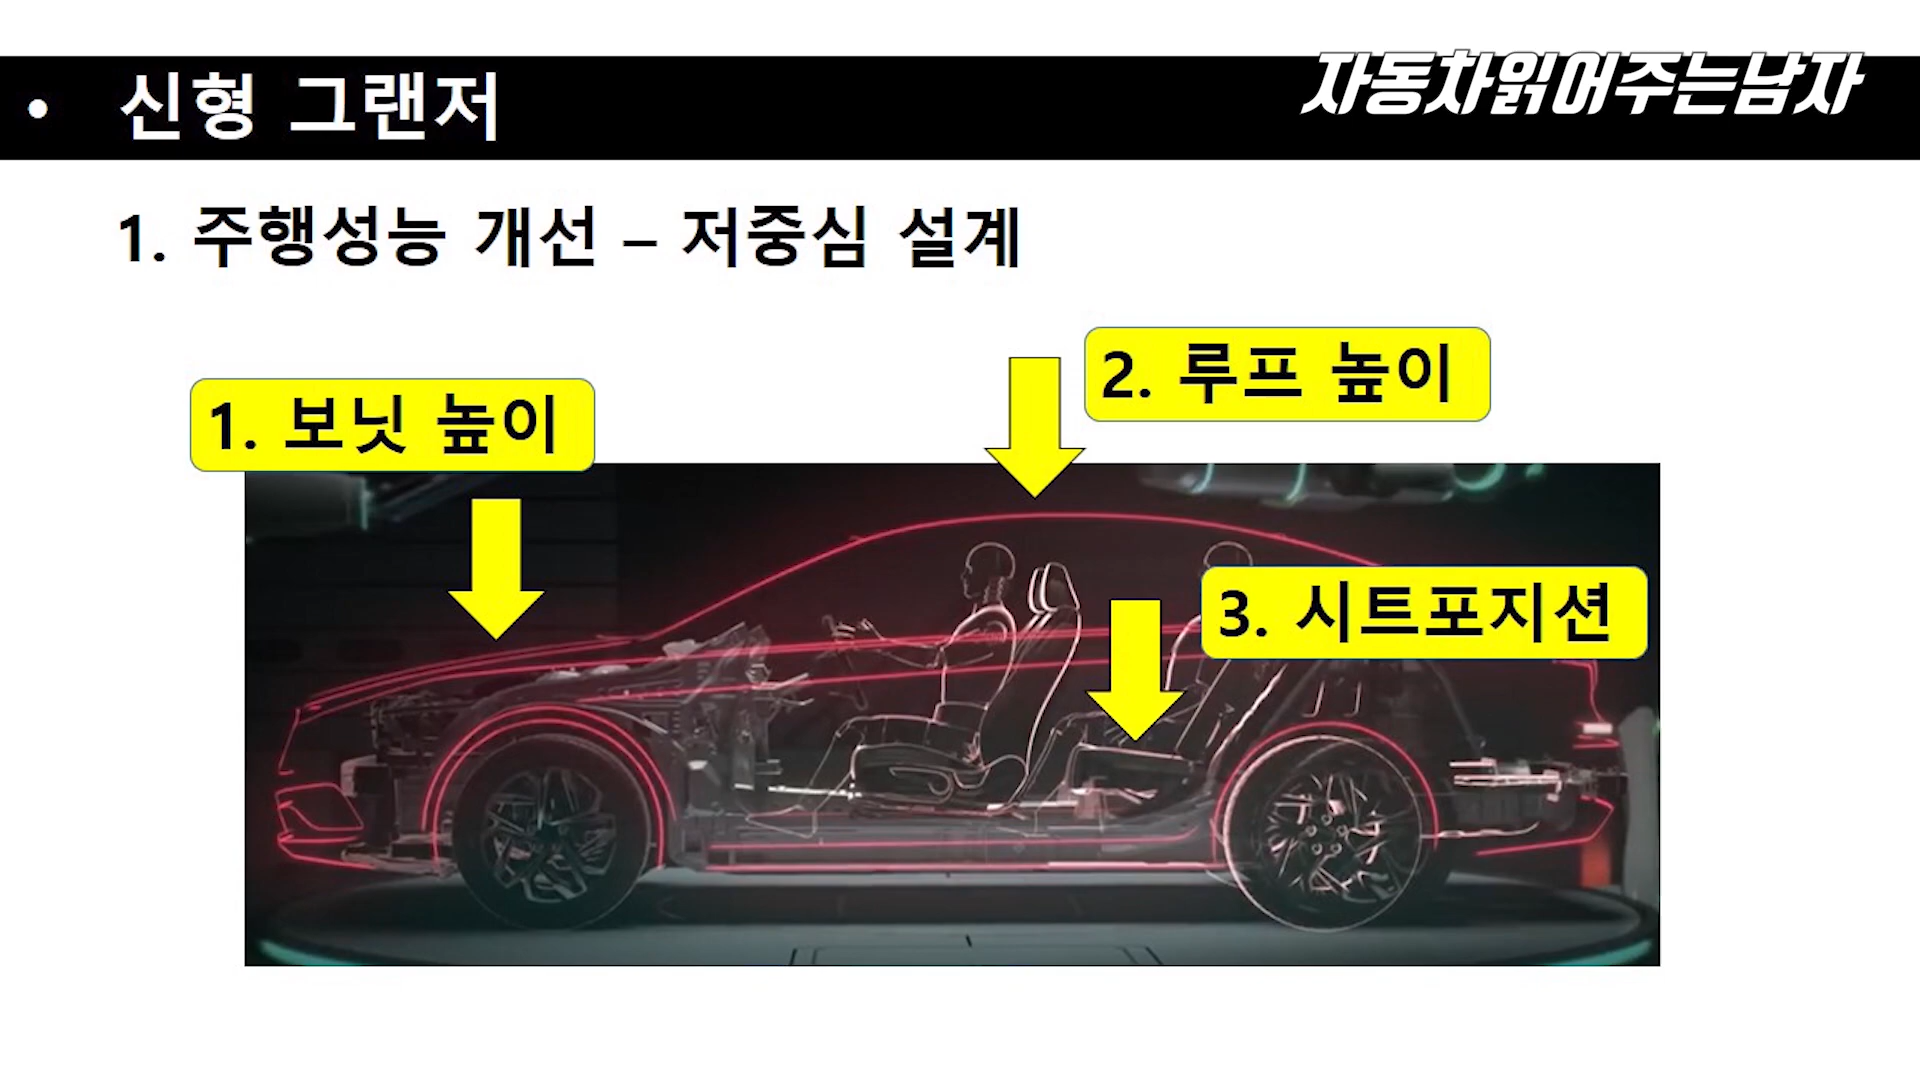 자동차읽어주는남자
• 신형 그랜저
1. 주행성능 개선 – 저중심 설계
2. 루프 높이
1. 보닛 높이
3. 시트포지션